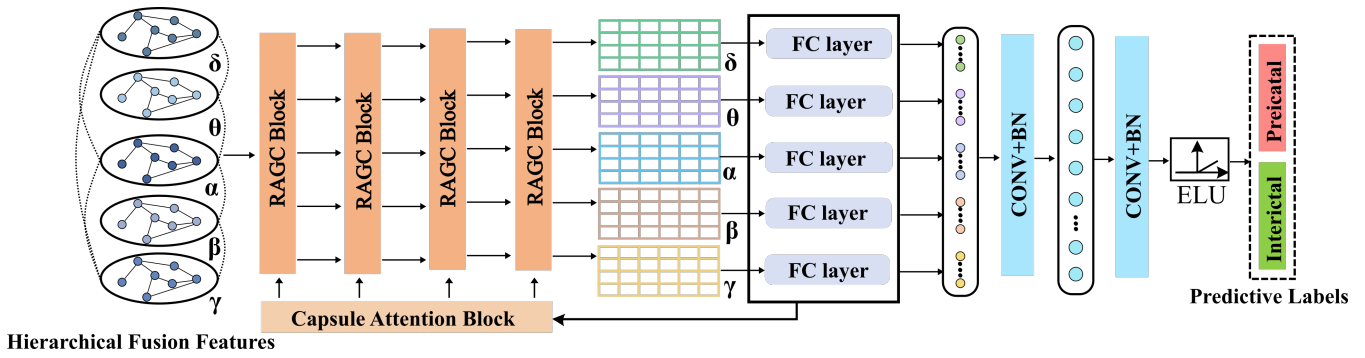 δ
θ
α
β
γ
Hierarchical Fusion Features
RAGC Block
RAGC Block
RAGC Block
RAGC Block
Capsule Attention Block
δ
θ
α
β
γ
FC layer
FC layer
FC layer
FC layer
FC layer
CONV+BN
CONV+BN
ELU
Preicatal
Interictal
Predictive Labels